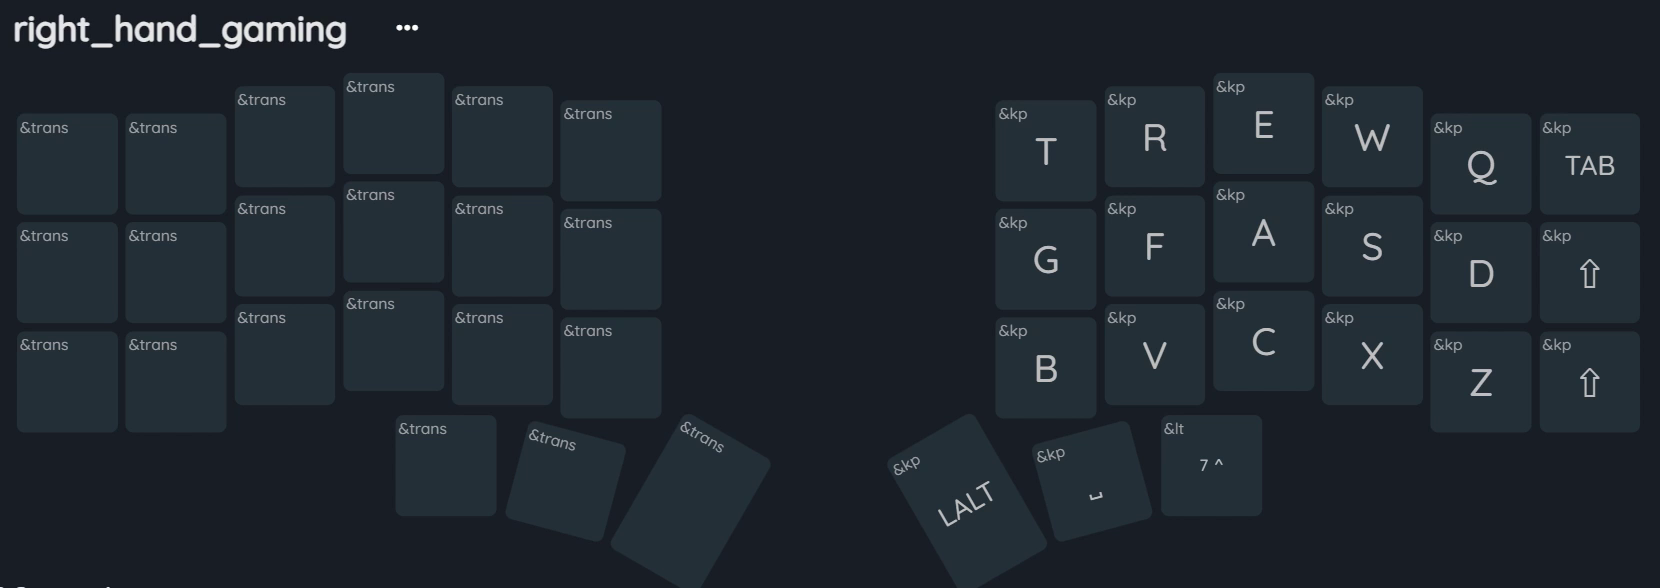 right_hand_gaming ...
&trans &trans &trans &trans &trans &trans &kp T &kp R &kp E &kp W &kp Q &kp TAB
&trans &trans &trans &trans &trans &trans &kp G &kp F &kp A &kp S &kp D &kp ⇧
&trans &trans &trans &trans &trans &trans &kp B &kp V &kp C &kp X &kp Z &kp ⇧
&trans &trans &trans &kp LALT &kp ⎵ &lt 7 ^